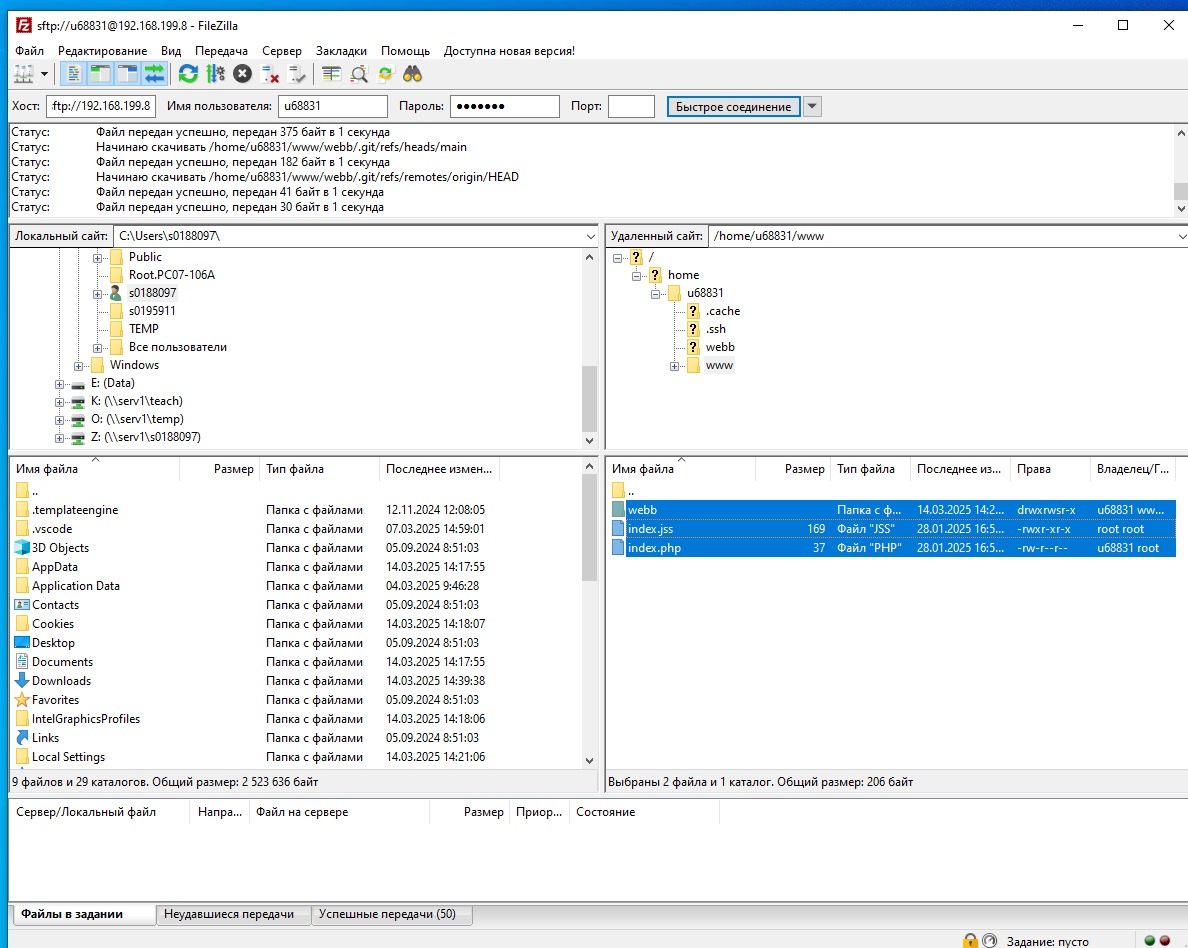 sftp://u68831@192.168.199.8 - FileZilla
Файл Редактирование Вид Передача Сервер Закладки Помощь Доступна новая версия!
Хост: ftp://192.168.199.8 Имя пользователя: u68831 Пароль: ●●●●●●● Порт: Быстрое соединение
Статус: Файл передан успешно, передан 375 байт в 1 секунда
Статус: Начинаю скачивать /home/u68831/www/webb/.git/refs/heads/main
Статус: Файл передан успешно, передан 182 байт в 1 секунда
Статус: Начинаю скачивать /home/u68831/www/webb/.git/refs/remotes/origin/HEAD
Статус: Файл передан успешно, передан 41 байт в 1 секунда
Статус: Файл передан успешно, передан 30 байт в 1 секунда
Локальный сайт: C:\Users\s0188097\
Public
Root.PC07-106A
s0188097
s0195911
TEMP
Все пользователи
Windows
E: (Data)
K: (\\serv1\teach)
O: (\\serv1\temp)
Z: (\\serv1\s0188097)
Удаленный сайт: /home/u68831/www
/
home
u68831
.cache
.ssh
webb
www
Имя файла Размер Тип файла Последнее измен...
..
.templateengine Папка с файлами 12.11.2024 12:08:05
.vscode Папка с файлами 07.03.2025 14:59:01
3D Objects Папка с файлами 05.09.2024 8:51:03
AppData Папка с файлами 14.03.2025 14:17:55
Application Data Папка с файлами 04.03.2025 9:46:28
Contacts Папка с файлами 05.09.2024 8:51:03
Cookies Папка с файлами 14.03.2025 14:18:07
Desktop Папка с файлами 05.09.2024 8:51:03
Documents Папка с файлами 14.03.2025 14:17:55
Downloads Папка с файлами 14.03.2025 14:39:38
Favorites Папка с файлами 05.09.2024 8:51:03
IntelGraphicsProfiles Папка с файлами 14.03.2025 14:18:06
Links Папка с файлами 05.09.2024 8:51:03
Local Settings Папка с файлами 14.03.2025 14:21:06
9 файлов и 29 каталогов. Общий размер: 2 523 636 байт
Имя файла Размер Тип файла Последнее из... Права Владелец/Г...
..
webb Папка с ф... 14.03.2025 14:2... drwxrwsr-x u68831 ww...
index.jss 169 Файл "JSS" 28.01.2025 16:5... -rwxr-xr-x root root
index.php 37 Файл "PHP" 28.01.2025 16:5... -rw-r--r-- u68831 root
Выбраны 2 файла и 1 каталог. Общий размер: 206 байт
Сервер/Локальный файл Напра... Файл на сервере Размер Приор... Состояние
Файлы в задании Неудавшиеся передачи Успешные передачи (50)
Задание: пусто